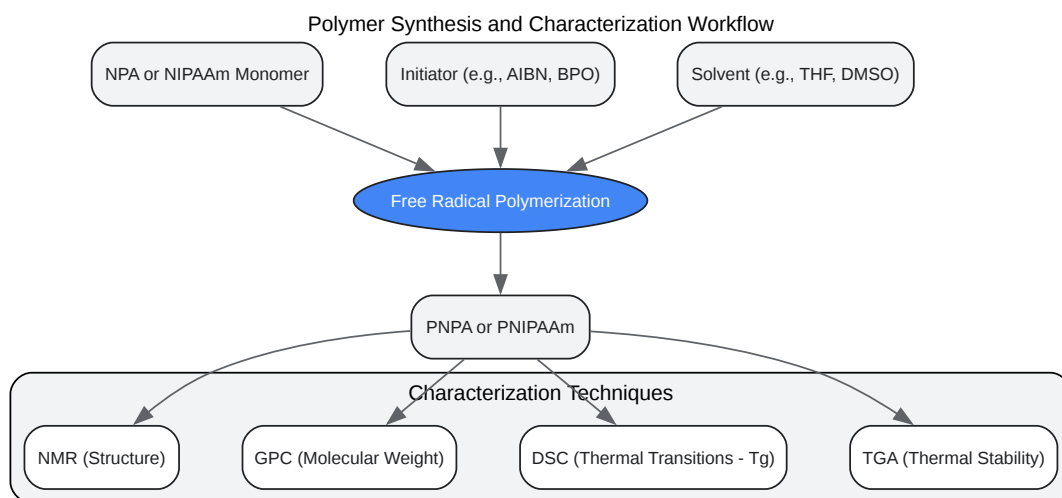 Polymer Synthesis and Characterization Workflow
NPA or NIPAAm Monomer
Initiator (e.g., AIBN, BPO)
Solvent (e.g., THF, DMSO)
Free Radical Polymerization
PNPA or PNIPAAm
Characterization Techniques
NMR (Structure)
GPC (Molecular Weight)
DSC (Thermal Transitions - Tg)
TGA (Thermal Stability)